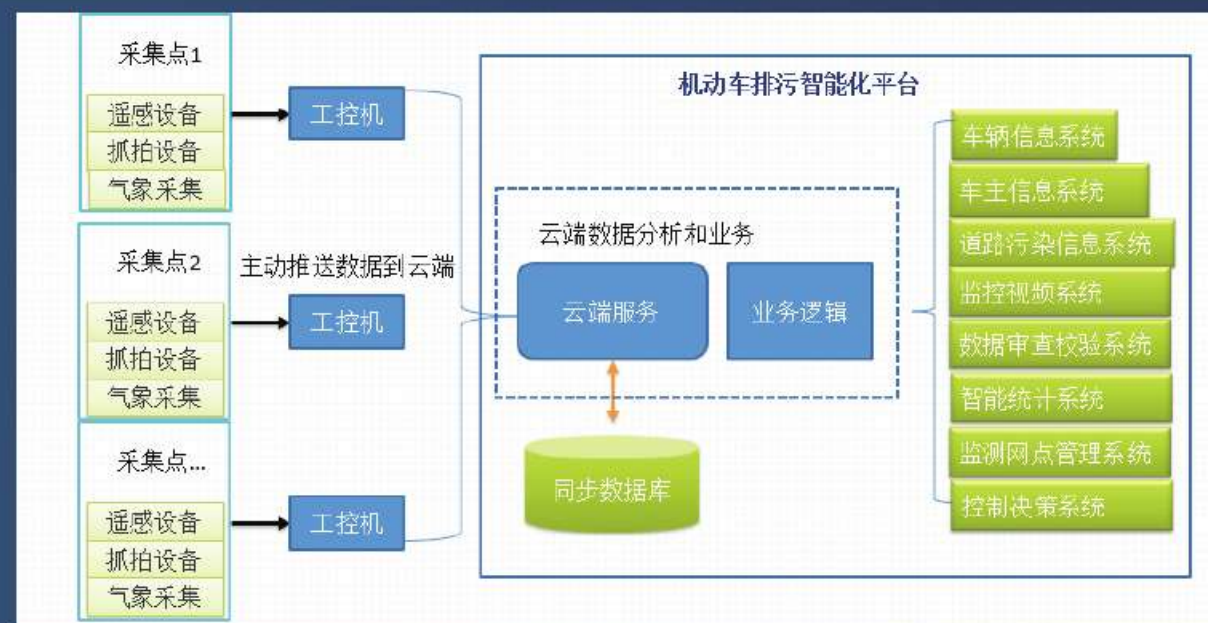 采集点1
遥感设备
抓拍设备
气象采集
工控机
采集点2
主动推送数据到云端
遥感设备
抓拍设备
气象采集
工控机
采集点...
遥感设备
抓拍设备
气象采集
工控机
机动车排污智能化平台
云端数据分析和业务
云端服务
业务逻辑
同步数据库
车辆信息系统
车主信息系统
道路污染信息系统
监控视频系统
数据审查校验系统
智能统计系统
监测网点管理系统
控制决策系统